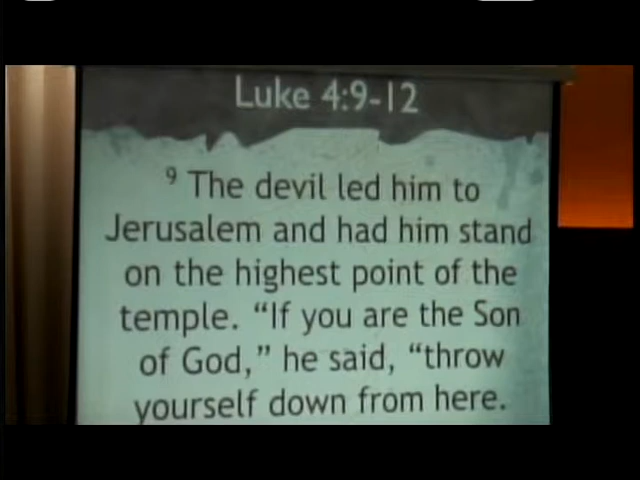 Luke 4:9-12
9 The devil led him to
Jerusalem and had him stand
on the highest point of the
temple. “If you are the Son
of God,” he said, “throw
yourself down from here.